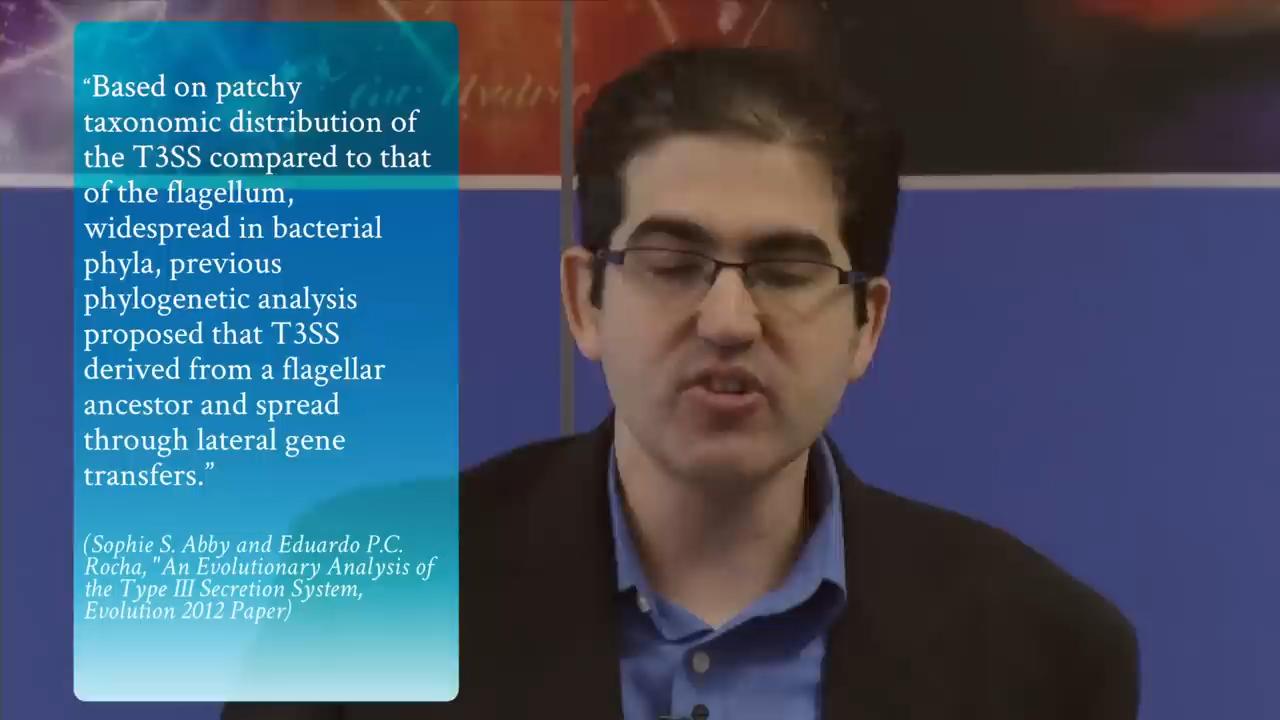 “Based on patchy
taxonomic distribution of
the T3SS compared to that
of the flagellum,
widespread in bacterial
phyla, previous
phylogenetic analysis
proposed that T3SS
derived from a flagellar
ancestor and spread
through lateral gene
transfers.”
(Sophie S. Abby and Eduardo P.C.
Rocha, "An Evolutionary Analysis of
the Type III Secretion System,
Evolution 2012 Paper)